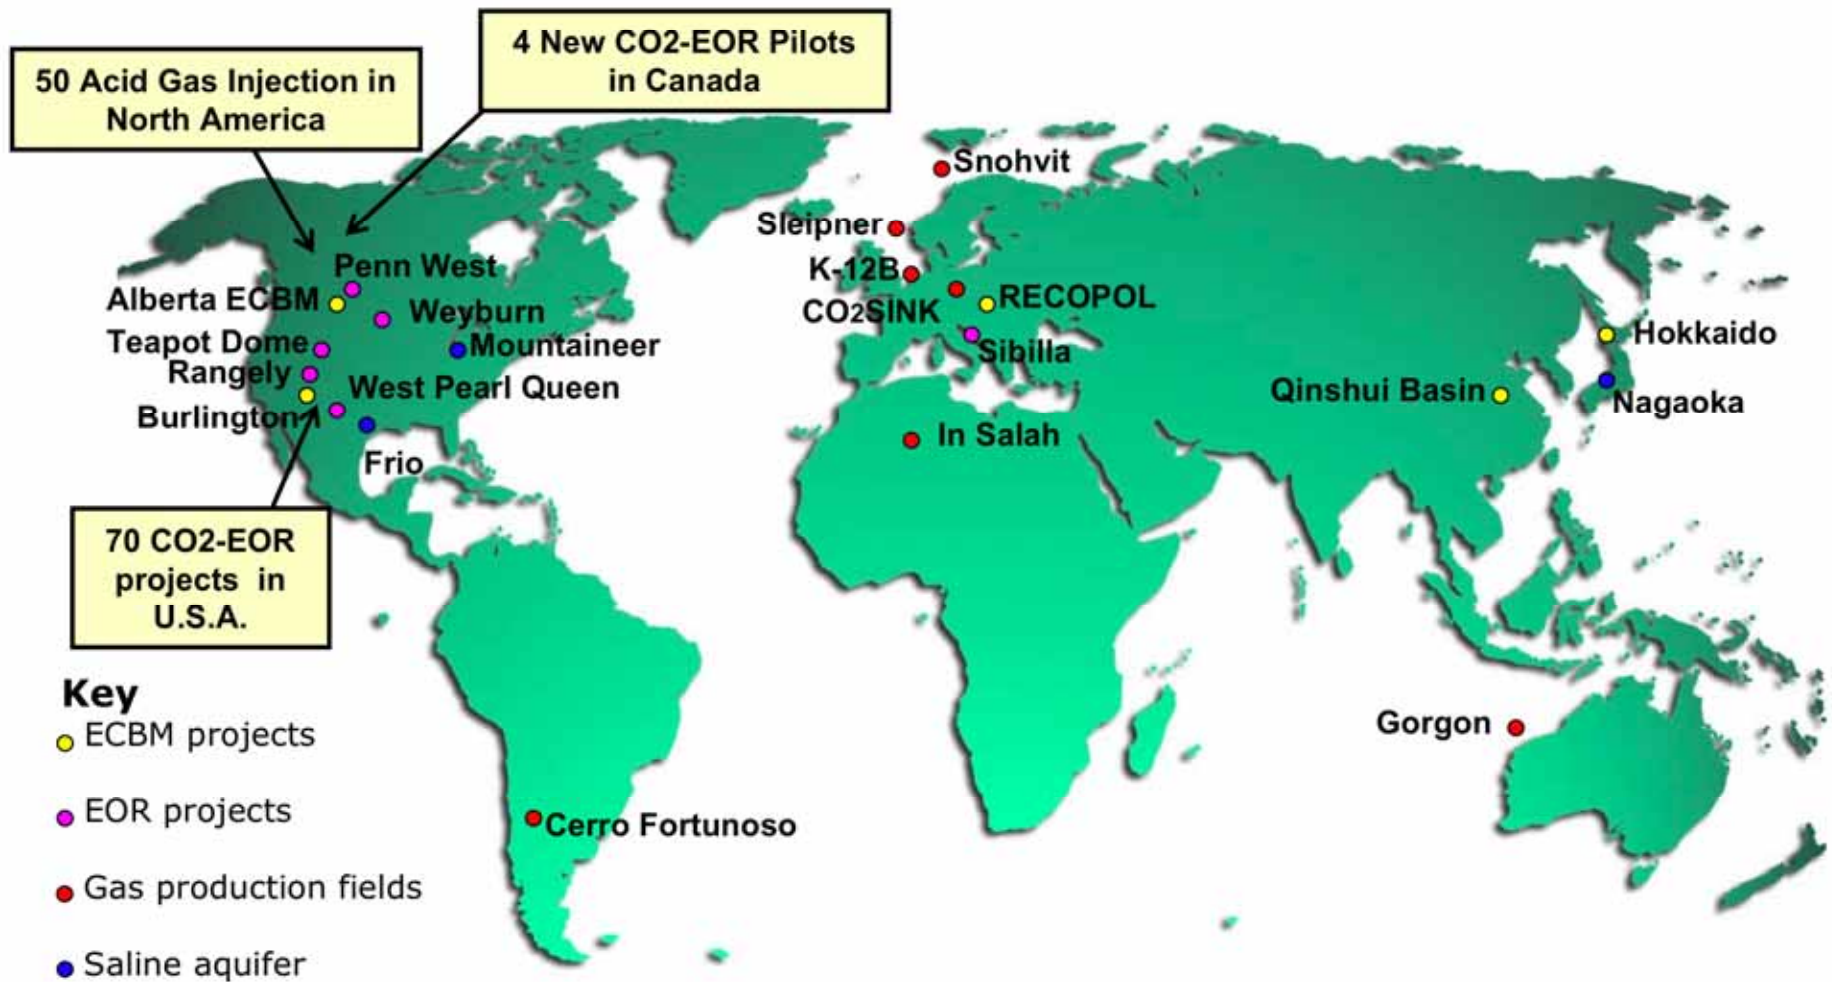 4 New CO2-EOR Pilots
in Canada
50 Acid Gas Injection in
North America
Snohvit
Sleipner
Penn West
K-12B
Alberta ECBM
RECOPOL
Weyburn
CO2SINK
Teapot Dome
Mountaineer
Sibilla
Hokkaido
Rangely
West Pearl Queen
Qinshui Basin
Nagaoka
Burlington
In Salah
Frio
70 CO2-EOR
projects in
U.S.A.
Key
ECBM projects
EOR projects
Gas production fields
Saline aquifer
Gorgon
Cerro Fortunoso